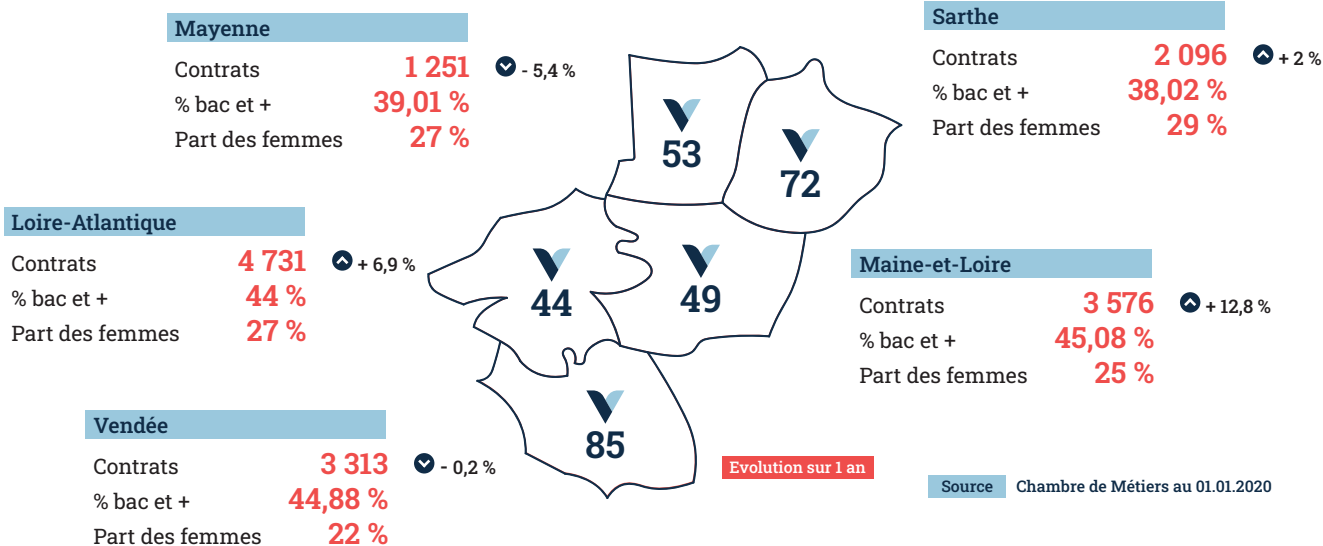 Mayenne
Contrats 1 251 - 5,4 %
% bac et + 39,01 %
Part des femmes 27 %
Sarthe
Contrats 2 096 + 2 %
% bac et + 38,02 %
Part des femmes 29 %
53
72
Loire-Atlantique
Contrats 4 731 + 6,9 %
% bac et + 44 %
Part des femmes 27 %
44
49
Maine-et-Loire
Contrats 3 576 + 12,8 %
% bac et + 45,08 %
Part des femmes 25 %
Vendée
Contrats 3 313 - 0,2 %
% bac et + 44,88 %
Part des femmes 22 %
85
Evolution sur 1 an
Source Chambre de Métiers au 01.01.2020